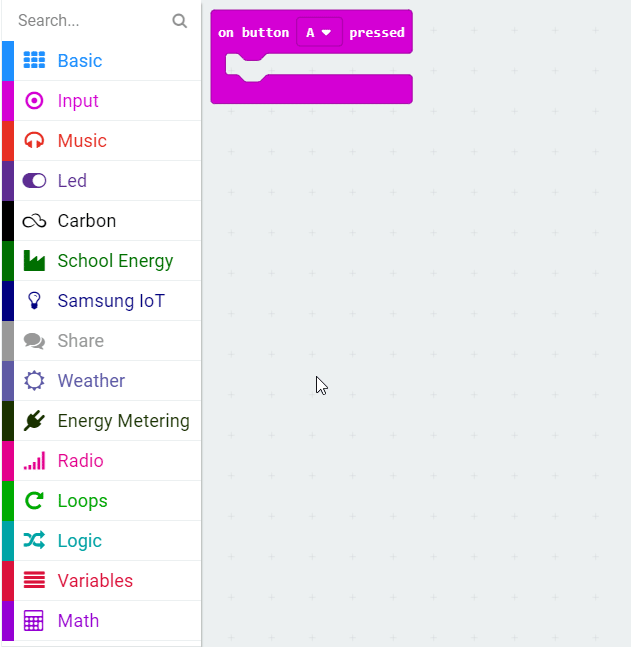 Search...
on button A pressed
Basic
Input
Music
Led
Carbon
School Energy
Samsung IoT
Share
Weather
Energy Metering
Radio
Loops
Logic
Variables
Math